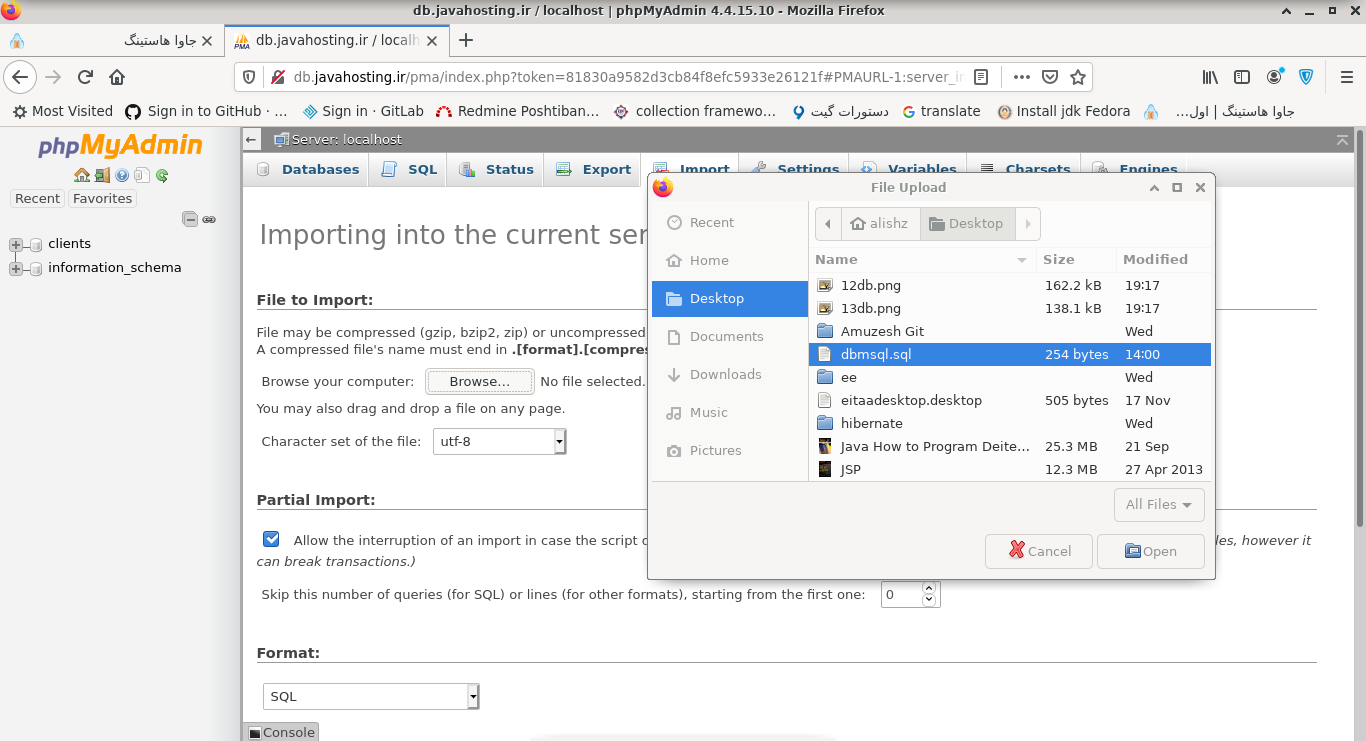 db.javahosting.ir / localhost | phpMyAdmin 4.4.15.10 - Mozilla Firefox
جاوا هاستینگ
PMA
db.javahosting.ir / localh
db.javahosting.ir/pma/index.php?token=81830a9582d3cb84f8efc5933e26121f#PMAURL-1:server_i
Most Visited
Sign in to GitHub · ...
Sign in · GitLab
Redmine Poshtiban...
collection framewo...
دستورات گیت
translate
Install jdk Fedora
جاوا هاستینگ | اول...
phpMyAdmin
Recent
Favorites
clients
information_schema
Server: localhost
Databases
SQL
Status
Export
Import
Settings
Variables
Charsets
Engines
Importing into the current ser
File to Import:
File may be compressed (gzip, bzip2, zip) or uncompressed
A compressed file's name must end in .[format].[compre
Browse your computer:
Browse...
No file selected.
You may also drag and drop a file on any page.
Character set of the file:
utf-8
Partial Import:
Allow the interruption of an import in case the script
les, however it
can break transactions.)
Skip this number of queries (for SQL) or lines (for other formats), starting from the first one:
0
Format:
SQL
Console
File Upload
Recent
Home
Desktop
Documents
Downloads
Music
Pictures
alishz
Desktop
Name Size Modified
12db.png 162.2 kB 19:17
13db.png 138.1 kB 19:17
Amuzesh Git Wed
dbmsql.sql 254 bytes 14:00
ee Wed
eitaadesktop.desktop 505 bytes 17 Nov
hibernate Wed
Java How to Program Deite... 25.3 MB 21 Sep
JSP 12.3 MB 27 Apr 2013
All Files
Cancel
Open